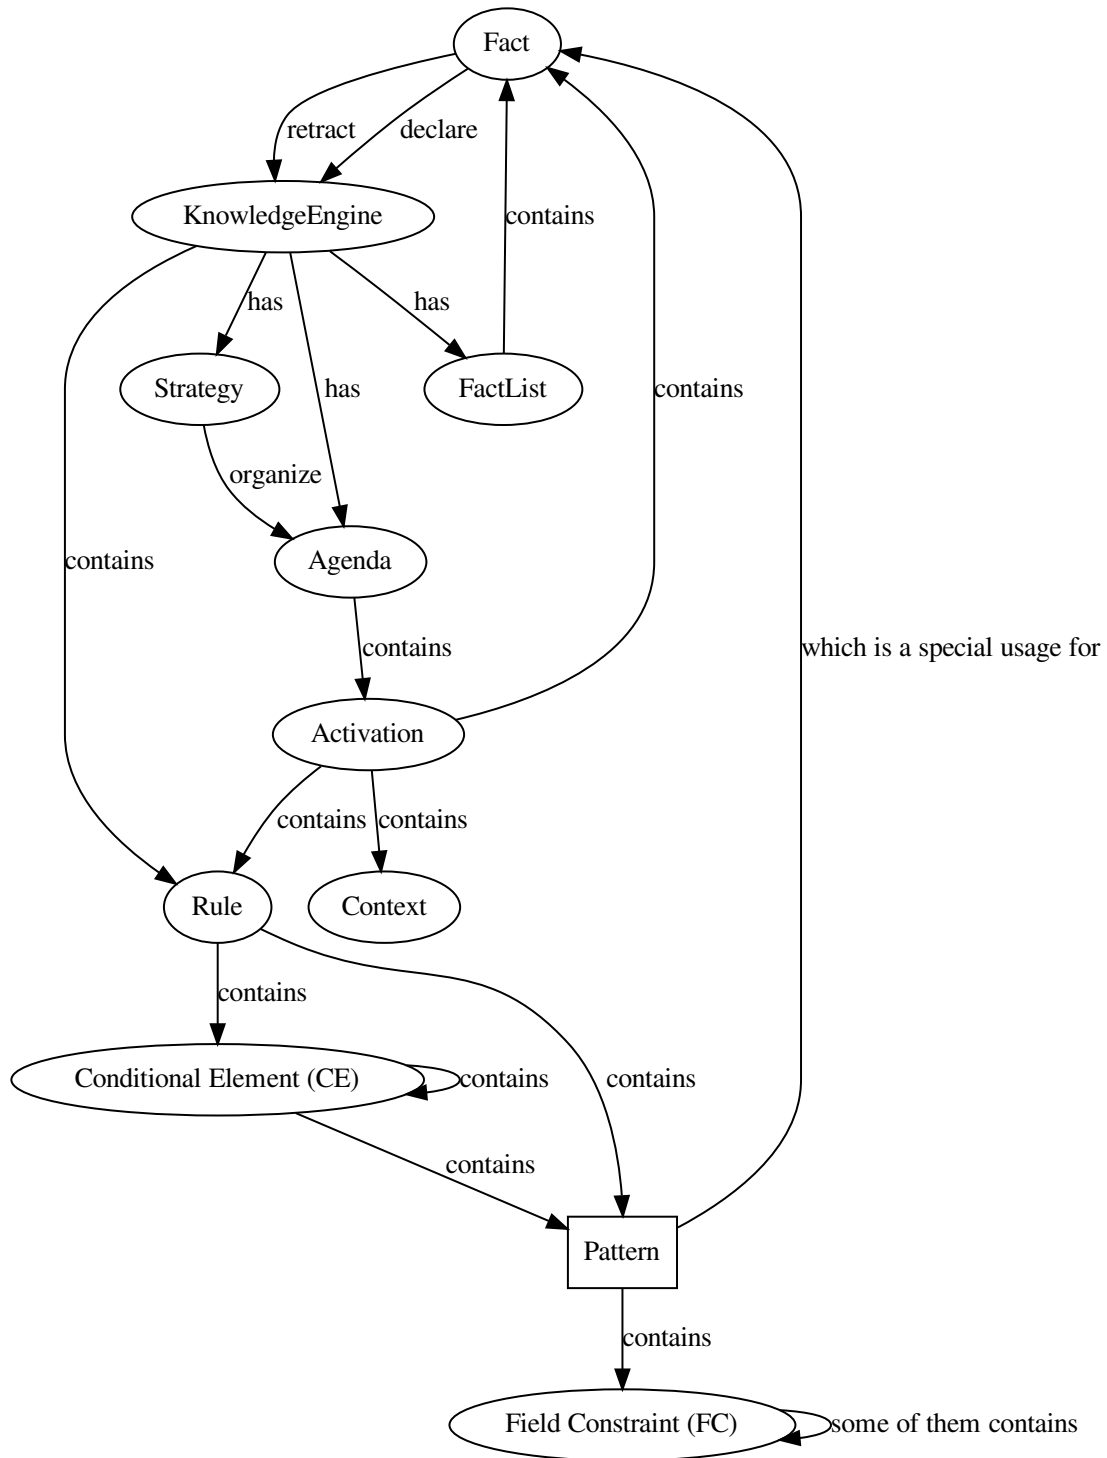 Fact
retract
declare
KnowledgeEngine
contains
has
has
Strategy
has
FactList
contains
organize
contains
Agenda
contains
which is a special usage for
Activation
contains
contains
Rule
Context
contains
Conditional Element (CE)
contains
contains
contains
Pattern
contains
Field Constraint (FC)
some of them contains